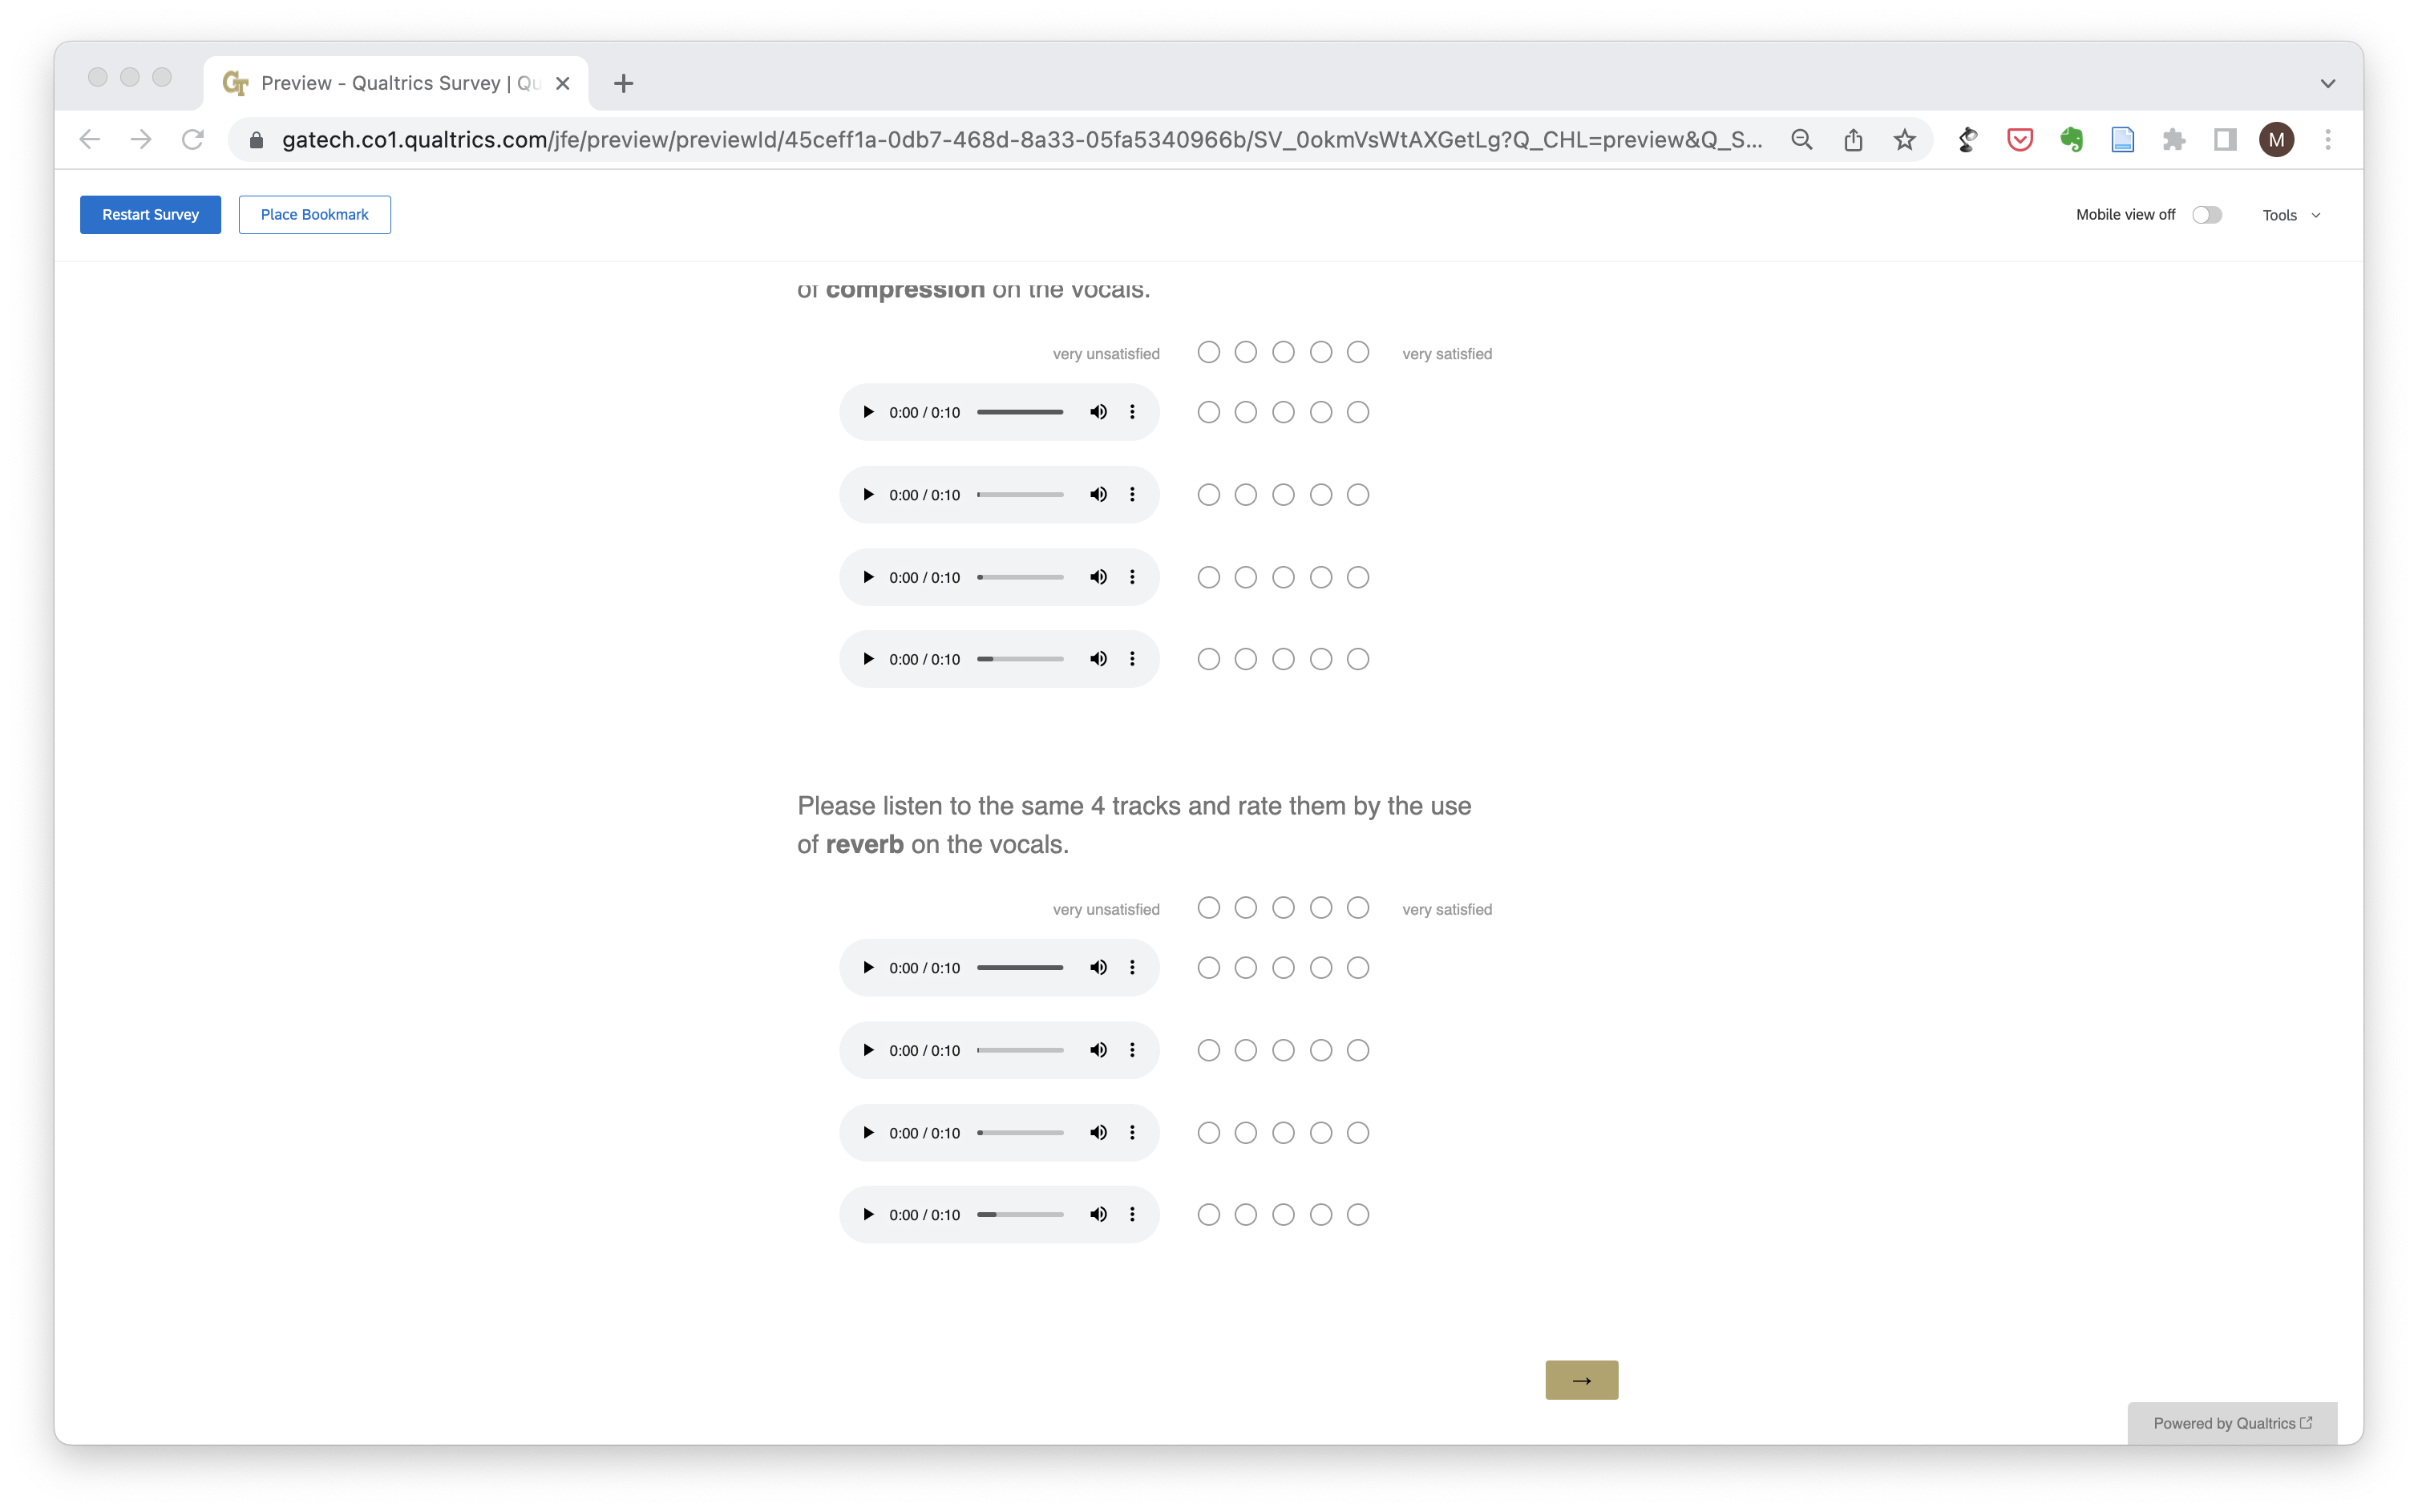 Preview - Qualtrics Survey | Qu
gatech.co1.qualtrics.com/jfe/preview/previewId/45ceff1a-0db7-468d-8a33-05fa5340966b/SV_0okmVsWtAXGetLg?Q_CHL=preview&Q_S...
M
Restart Survey
Place Bookmark
Mobile view off
Tools
of compression on the vocals.
very unsatisfied
very satisfied
0:00 / 0:10
0:00 / 0:10
0:00 / 0:10
0:00 / 0:10
Please listen to the same 4 tracks and rate them by the use
of reverb on the vocals.
very unsatisfied
very satisfied
0:00 / 0:10
0:00 / 0:10
0:00 / 0:10
0:00 / 0:10
→
Powered by Qualtrics